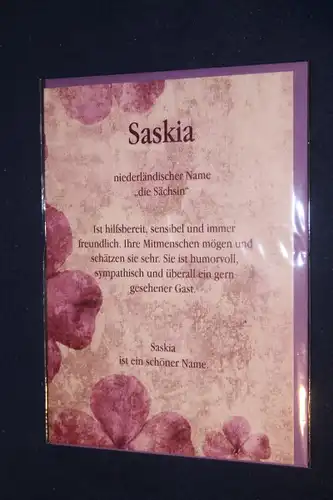 Saskia
niederländischer Name
„die Sächsin"
Ist hilfsbereit, sensibel und immer
freundlich. Ihre Mitmenschen mögen und
schätzen sie sehr. Sie ist humorvoll,
sympathisch und überall ein gern
gesehener Gast.
Saskia
ist ein schöner Name.